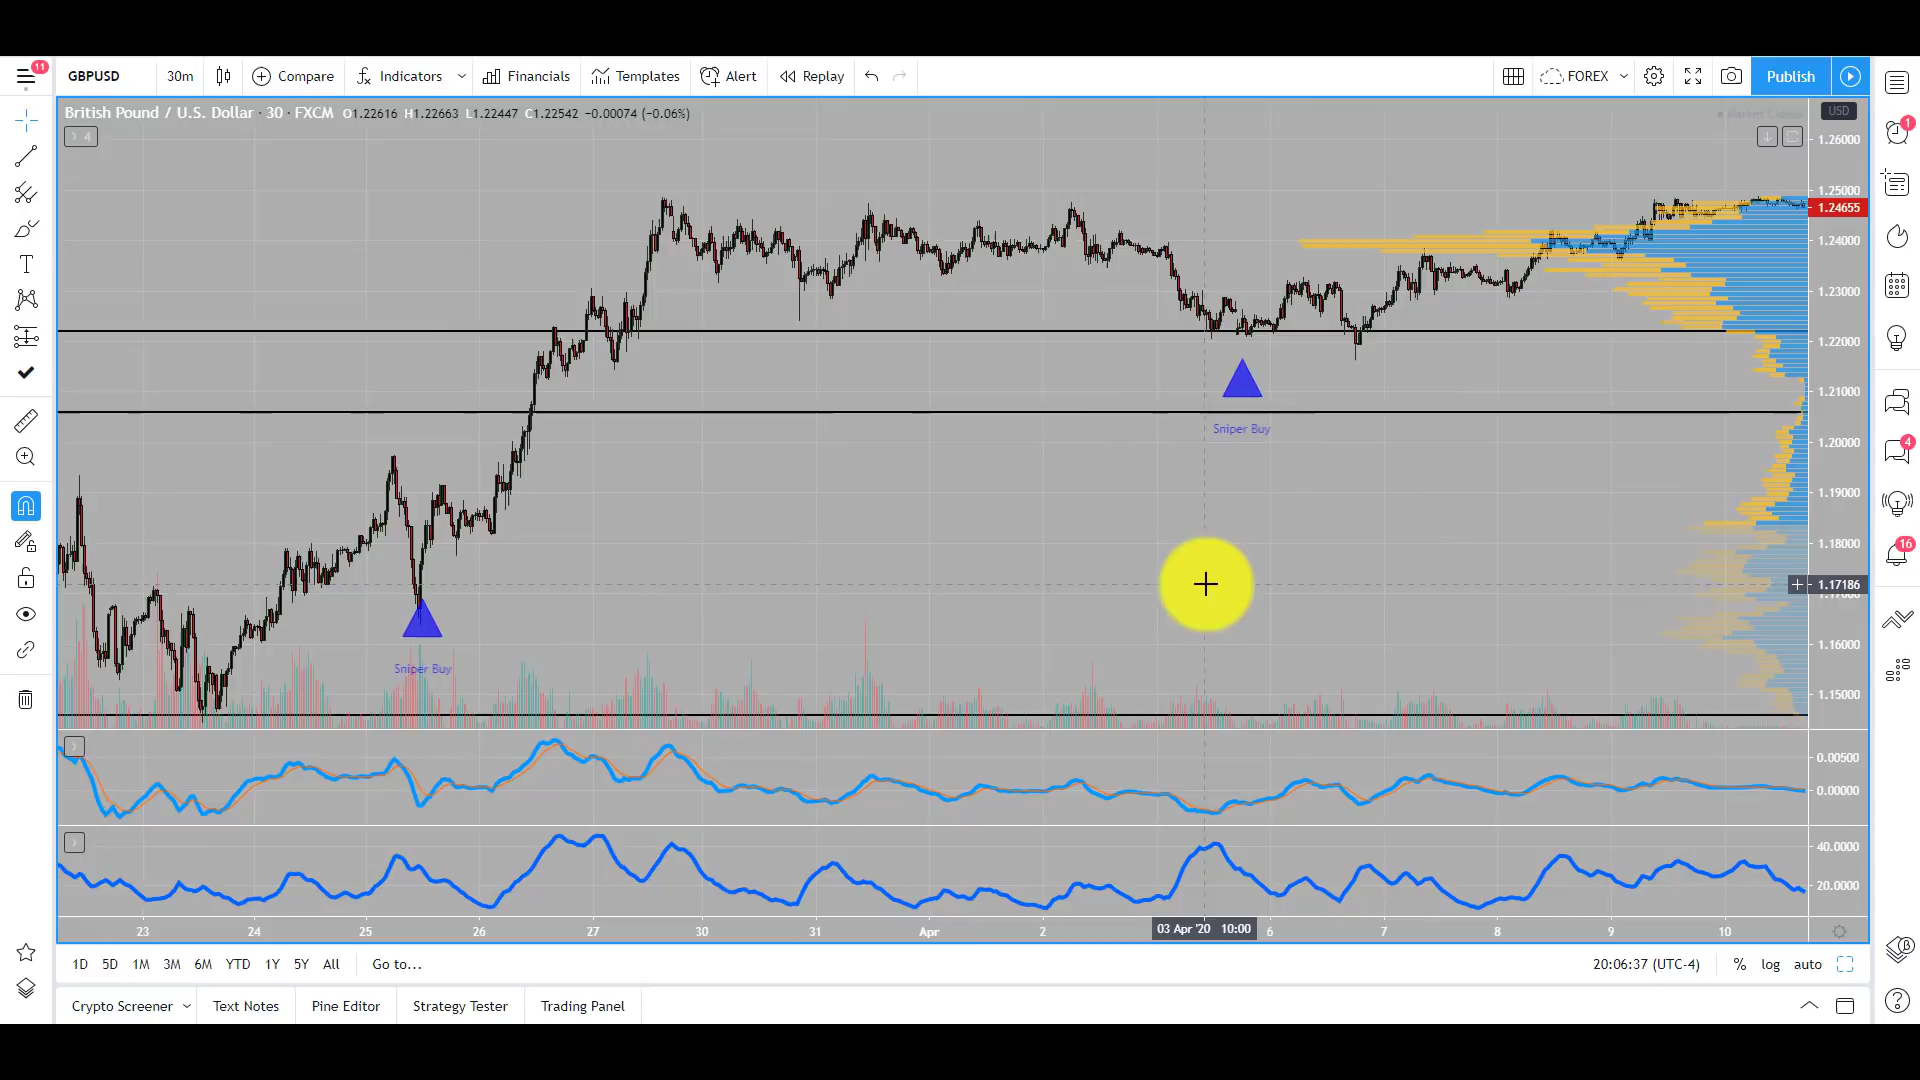 11
GBPUSD 30m Compare Indicators Financials Templates Alert Replay FOREX Publish
British Pound / U.S. Dollar · 30 · FXCM O1.22616 H1.22663 L1.22447 C1.22542 −0.00074 (−0.06%)
USD
4
1
1.26000
1.25000
1.24655
1.24000
1.23000
1.22000
1.21000
1.20000
Sniper Buy
4
1.19000
1.18000
16
1.17186
1.16000
Sniper Buy
1.15000
0.00500
0.00000
40.0000
20.0000
23 24 25 26 27 30 31 Apr 2 03 Apr '20 10:00 6 7 8 9 10
1D 5D 1M 3M 6M YTD 1Y 5Y All Go to... 20:06:37 (UTC-4) % log auto
Crypto Screener Text Notes Pine Editor Strategy Tester Trading Panel